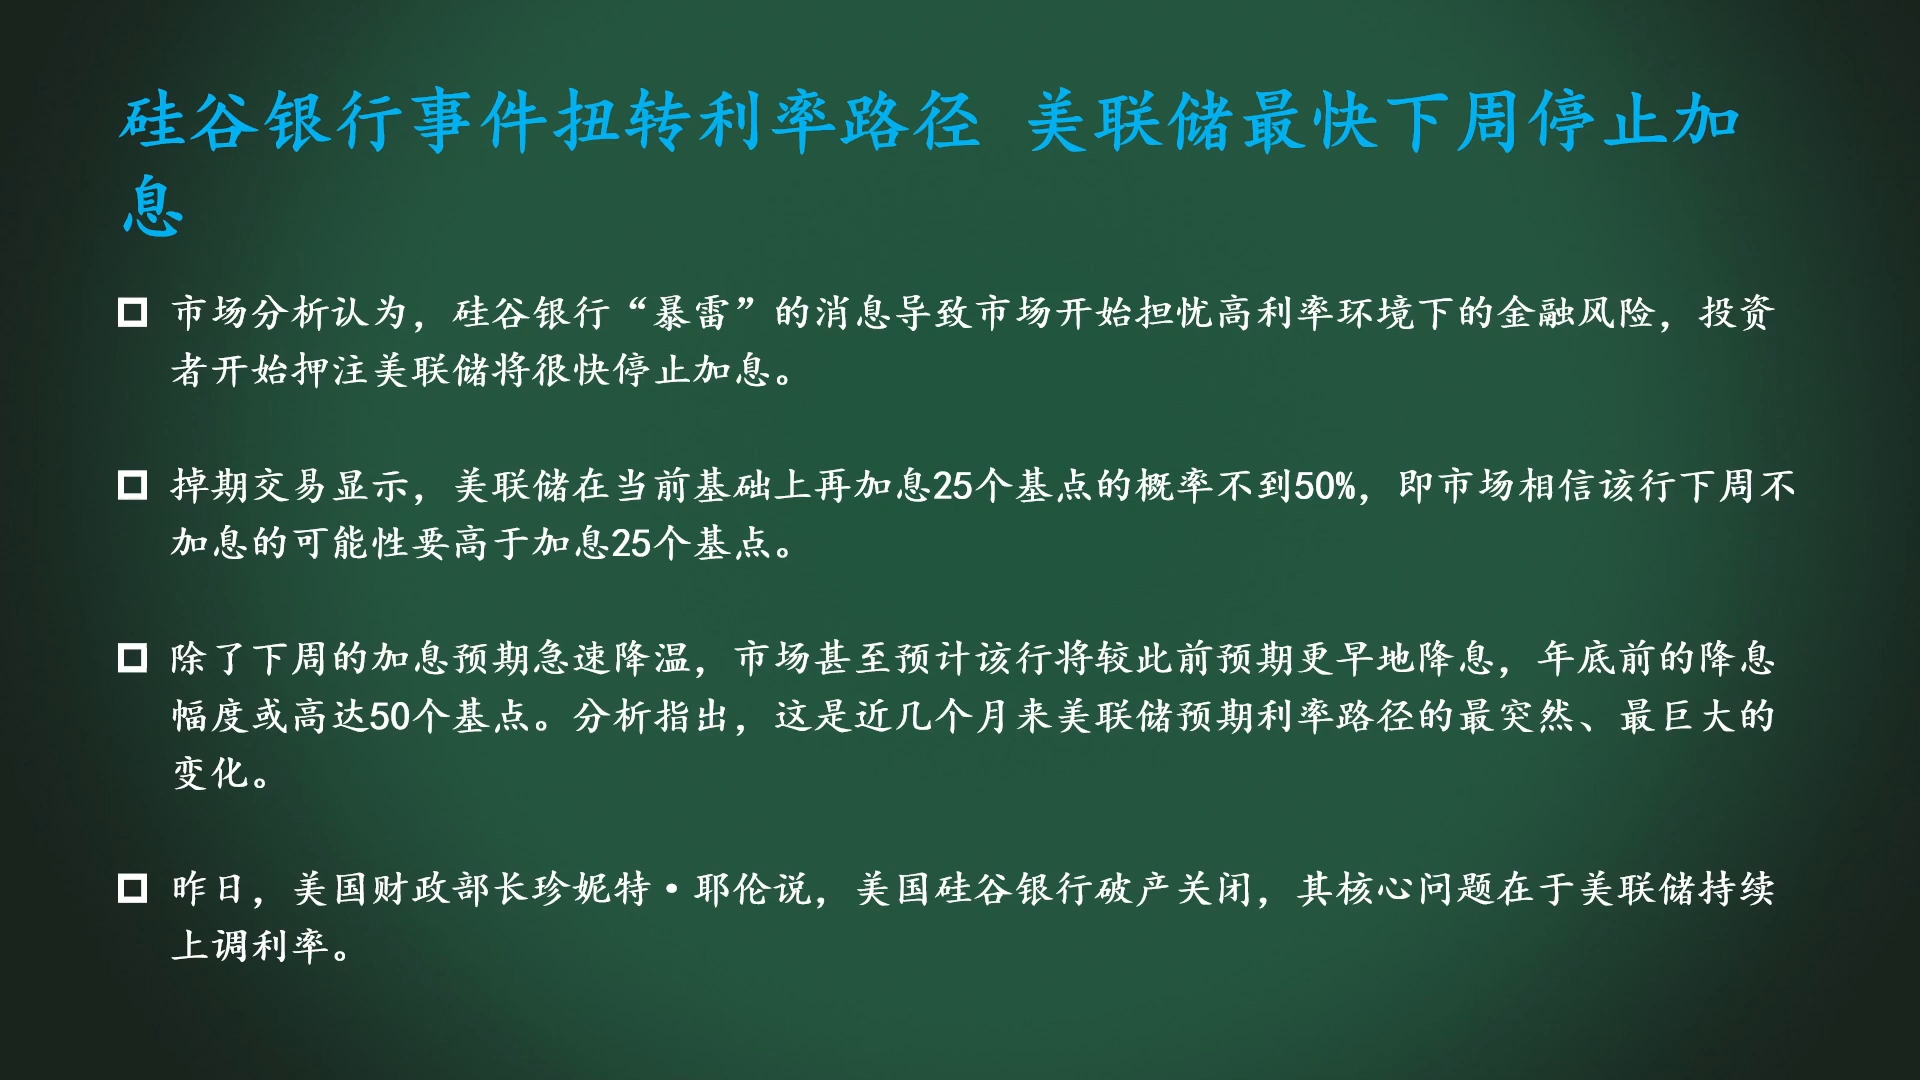 硅谷银行事件扭转利率路径 美联储最快下周停止加
息
市场分析认为，硅谷银行“暴雷”的消息导致市场开始担忧高利率环境下的金融风险，投资
者开始押注美联储将很快停止加息。
掉期交易显示，美联储在当前基础上再加息25个基点的概率不到50%，即市场相信该行下周不
加息的可能性要高于加息25个基点。
除了下周的加息预期急速降温，市场甚至预计该行将较此前预期更早地降息，年底前的降息
幅度或高达50个基点。分析指出，这是近几个月来美联储预期利率路径的最突然、最巨大的
变化。
昨日，美国财政部长珍妮特·耶伦说，美国硅谷银行破产关闭，其核心问题在于美联储持续
上调利率。